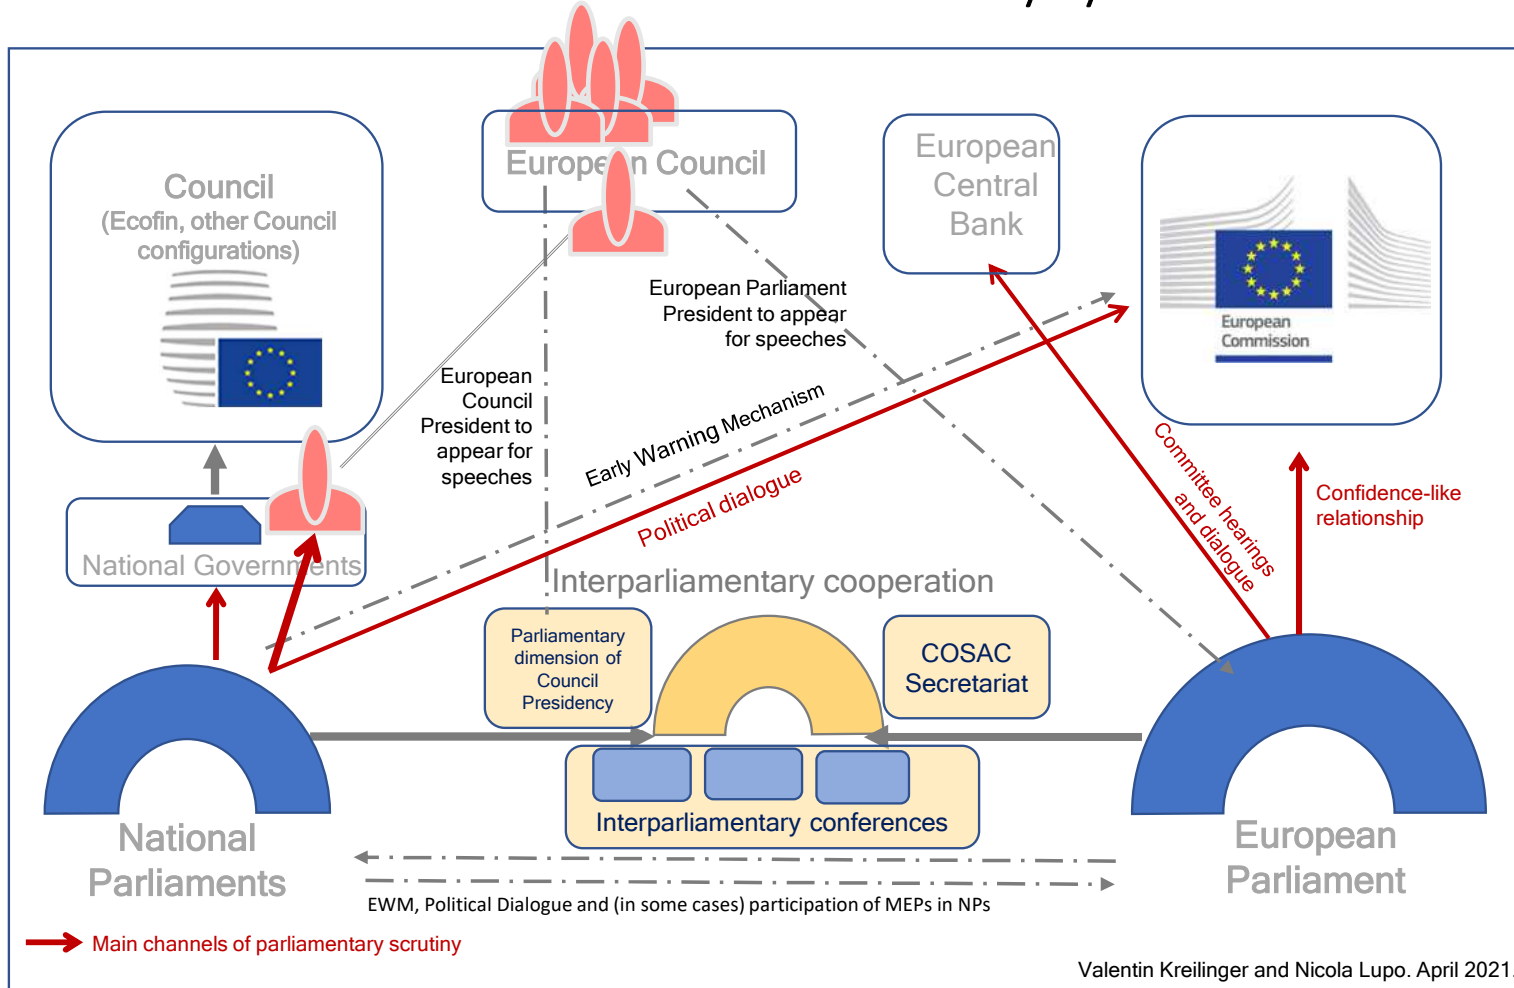 Council
(Ecofin, other Council
configurations)
European Council
European
Central
Bank
European
Commission
European Parliament
President to appear
for speeches
European
Council
President to
appear for
speeches
Early Warning Mechanism
Political dialogue
Committee hearings
and dialogue
Confidence-like
relationship
National Governments
Interparliamentary cooperation
Parliamentary
dimension of
Council
Presidency
COSAC
Secretariat
Interparliamentary conferences
National
Parliaments
European
Parliament
EWM, Political Dialogue and (in some cases) participation of MEPs in NPs
Main channels of parliamentary scrutiny
Valentin Kreilinger and Nicola Lupo. April 2021.